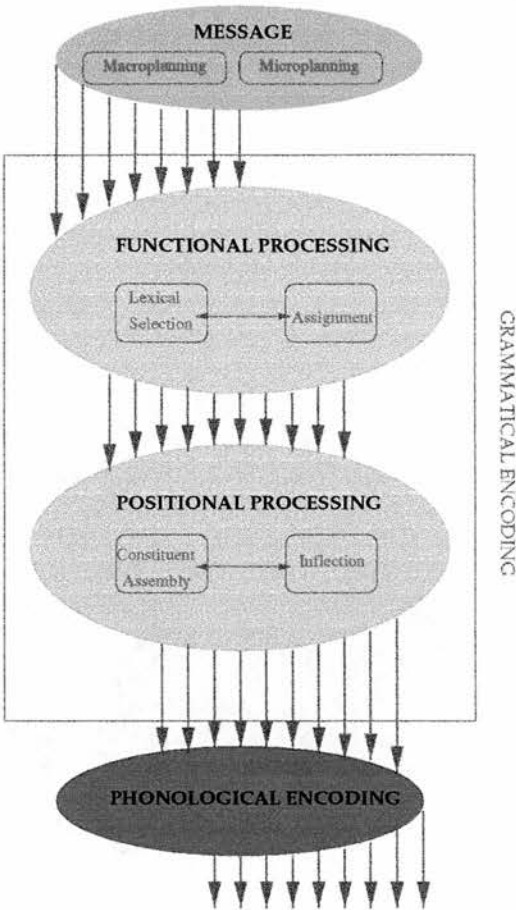 MESSAGE
Macroplanning Microplanning
FUNCTIONAL PROCESSING
Lexical
Selection
Assignment
POSITIONAL PROCESSING
Constituent
Assembly
Inflection
PHONOLOGICAL ENCODING
GRAMMATICAL ENCODING